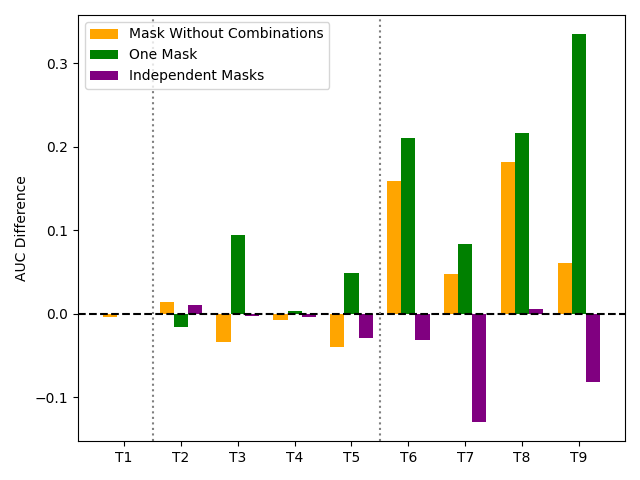 Mask Without Combinations
One Mask
Independent Masks
AUC Difference
0.3
0.2
0.1
0.0
−0.1
T1 T2 T3 T4 T5 T6 T7 T8 T9